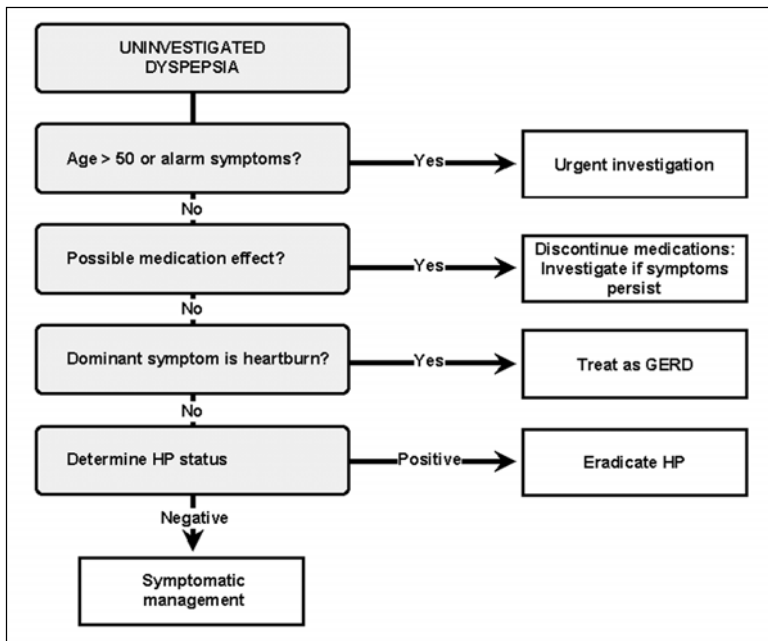 UNINVESTIGATED
DYSPEPSIA
Age > 50 or alarm symptoms?
Yes
Urgent investigation
No
Possible medication effect?
Yes
Discontinue medications:
Investigate if symptoms
persist
No
Dominant symptom is heartburn?
Yes
Treat as GERD
No
Determine HP status
Positive
Eradicate HP
Negative
Symptomatic
management